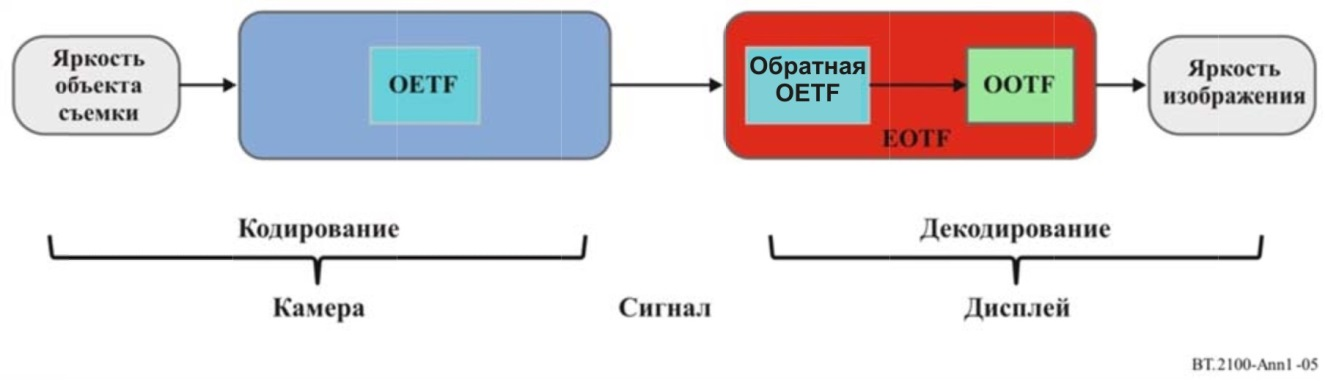 Яркость
объекта
съемки
OETF
Обратная
OETF
OOTF
EOTF
Яркость
изображения
Кодирование
Декодирование
Камера
Сигнал
Дисплей
BT.2100-Ann1-05